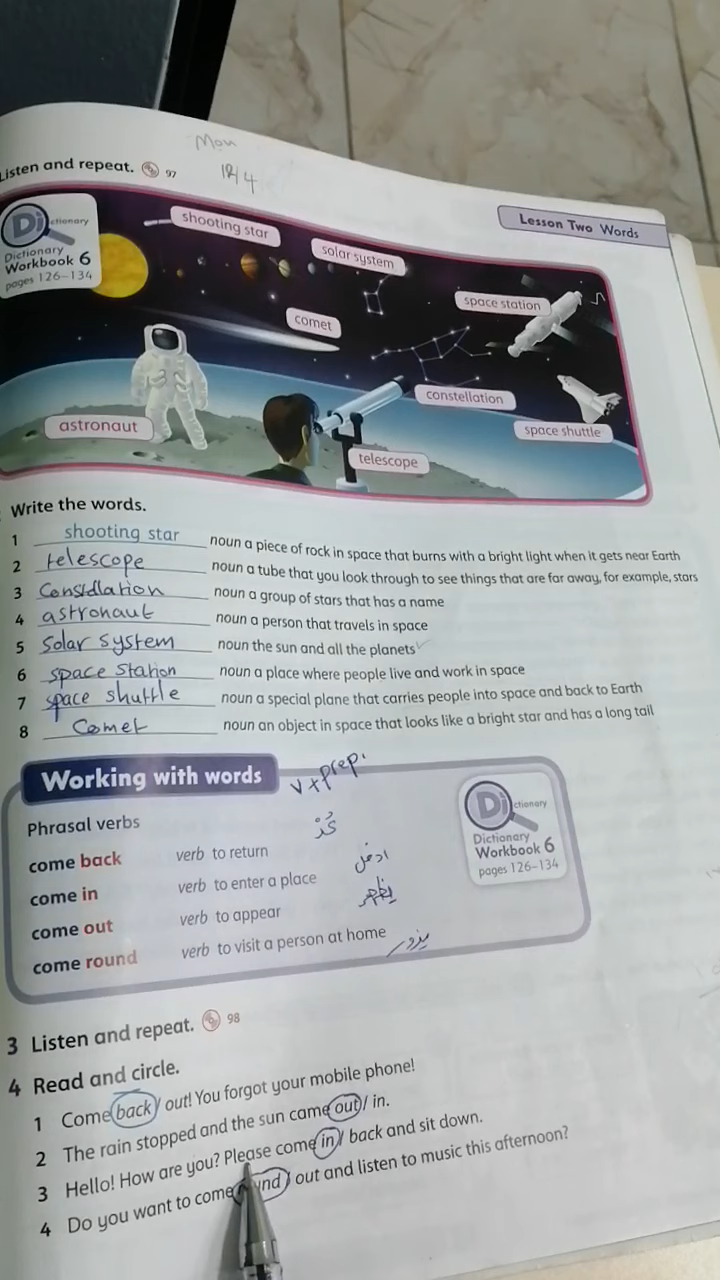 Mon
12/4
Listen and repeat. 97
Lesson Two Words
Dictionary
Dictionary
Workbook 6
pages 126–134
shooting star
solar system
space station
comet
constellation
astronaut
space shuttle
telescope
Write the words.
1 shooting star noun a piece of rock in space that burns with a bright light when it gets near Earth
2 telescope noun a tube that you look through to see things that are far away, for example, stars
3 Constellation noun a group of stars that has a name
4 astronaut noun a person that travels in space
5 Solar system noun the sun and all the planets
6 space station noun a place where people live and work in space
7 space shuttle noun a special plane that carries people into space and back to Earth
8 Comet noun an object in space that looks like a bright star and has a long tail
Working with words
v + prep.
Phrasal verbs
come back verb to return
come in verb to enter a place ادخل
come out verb to appear يظهر
come round verb to visit a person at home يزور
Dictionary
Dictionary
Workbook 6
pages 126–134
3 Listen and repeat. 98
4 Read and circle.
1 Come back / out! You forgot your mobile phone!
2 The rain stopped and the sun came out / in.
3 Hello! How are you? Please come in / back and sit down.
4 Do you want to come und / out and listen to music this afternoon?